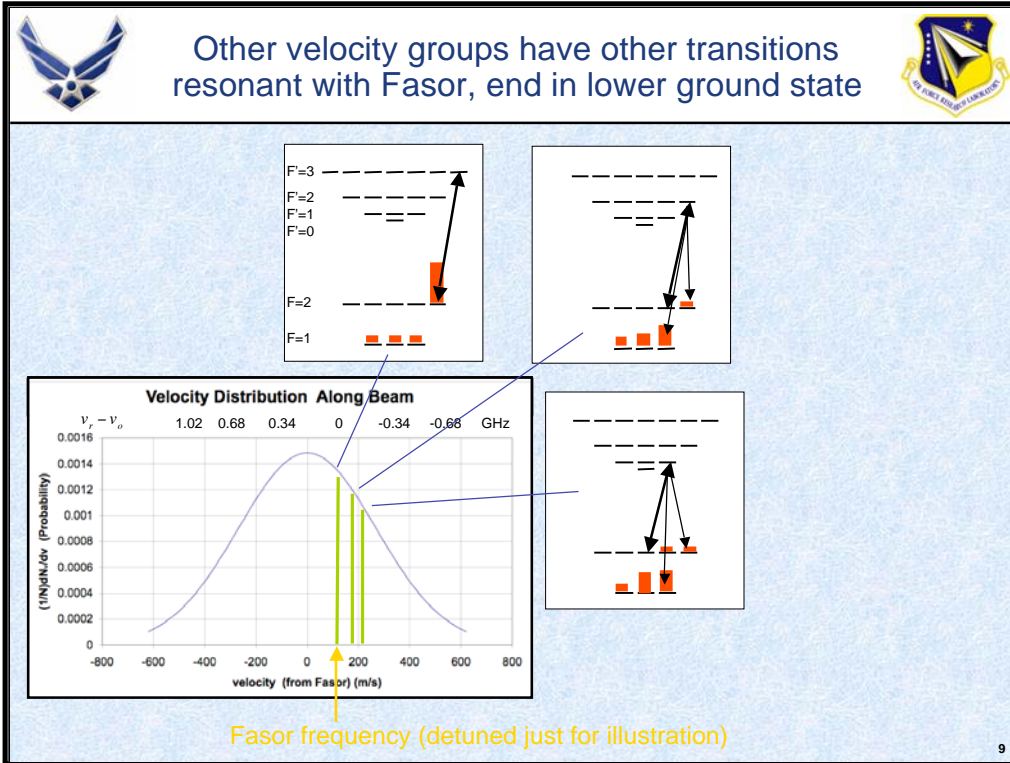 Other velocity groups have other transitions
resonant with Fasor, end in lower ground state
AIR FORCE RESEARCH LABORATORY
F'=3
F'=2
F'=1
F'=0
F=2
F=1
Velocity Distribution Along Beam
v_r – v_o 1.02 0.68 0.34 0 -0.34 -0.68 GHz
(1/N)dN/dv (Probability)
0.0016
0.0014
0.0012
0.001
0.0008
0.0006
0.0004
0.0002
0
-800 -600 -400 -200 0 200 400 600 800
velocity (from Fasor) (m/s)
Fasor frequency (detuned just for illustration)
9